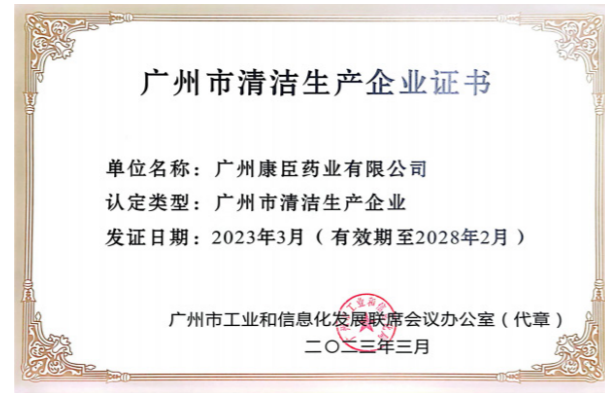 广州市清洁生产企业证书
单位名称：广州康臣药业有限公司
认定类型：广州市清洁生产企业
发证日期：2023年3月（有效期至2028年2月）
广州市工业和信息化发展联席会议办公室（代章）
二〇二三年三月